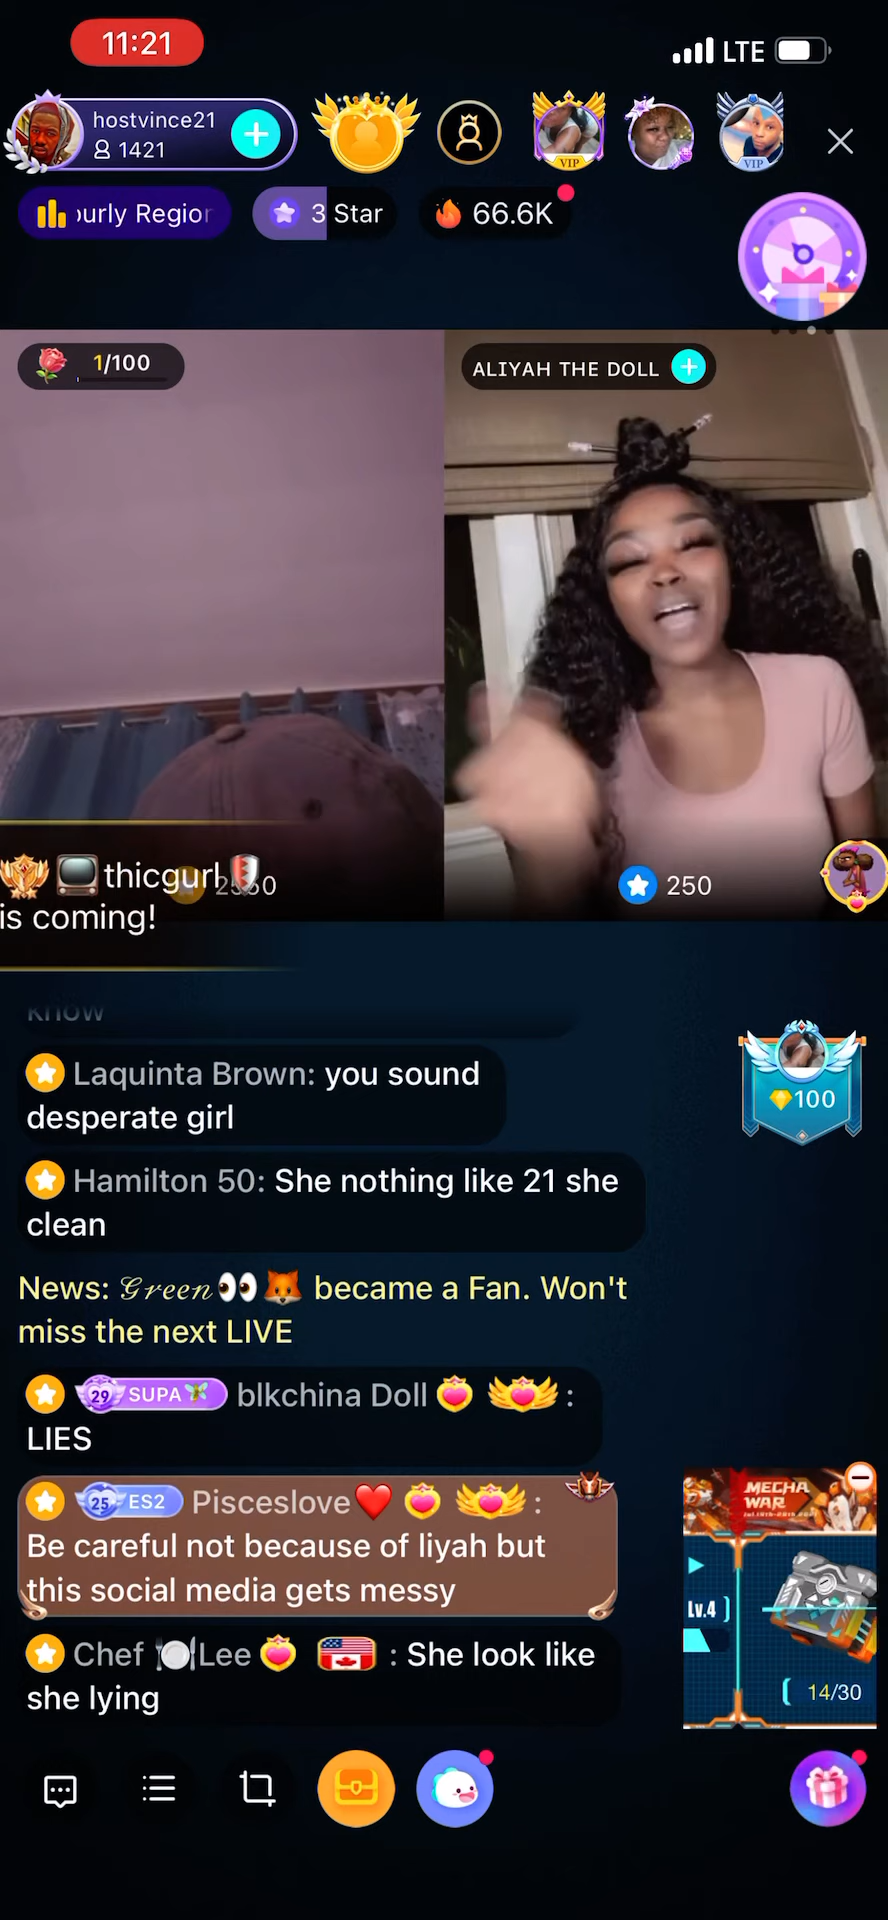 11:21
LTE
hostvince21
1421
VIP
VIP
ourly Region
3 Star
66.6K
1/100
ALIYAH THE DOLL
thicgurl
is coming!
250
know
Laquinta Brown: you sound
desperate girl
100
Hamilton 50: She nothing like 21 she
clean
News: 𝒢𝓇𝑒𝑒𝓃👀🦊 became a Fan. Won't
miss the next LIVE
29 SUPA blkchina Doll :
LIES
25 ES2 Pisceslove❤️ :
Be careful not because of liyah but
this social media gets messy
MECHA
WAR
Lv.4
14/30
Chef 🍽️Lee : She look like
she lying